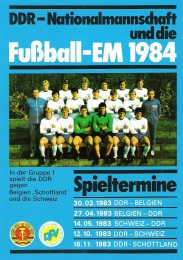 DDR-Nationalmannschaft
und die
Fußball-EM 1984
In der Gruppe 1
spielt die DDR
gegen
Belgien, Schottland
und die Schweiz
Spieltermine
30.03.1983 DDR-BELGIEN
27.04.1983 BELGIEN-DDR
14.05.1983 SCHWEIZ-DDR
12.10.1983 DDR-SCHWEIZ
16.11.1983 DDR-SCHOTTLAND